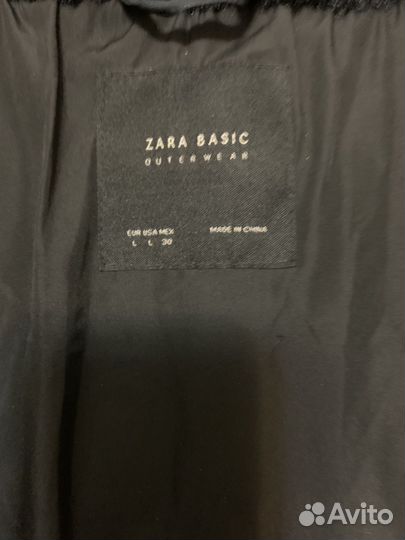 ZARA BASIC
OUTERWEAR
EUR USA MEX MADE IN CHINA
L L 30
Avito